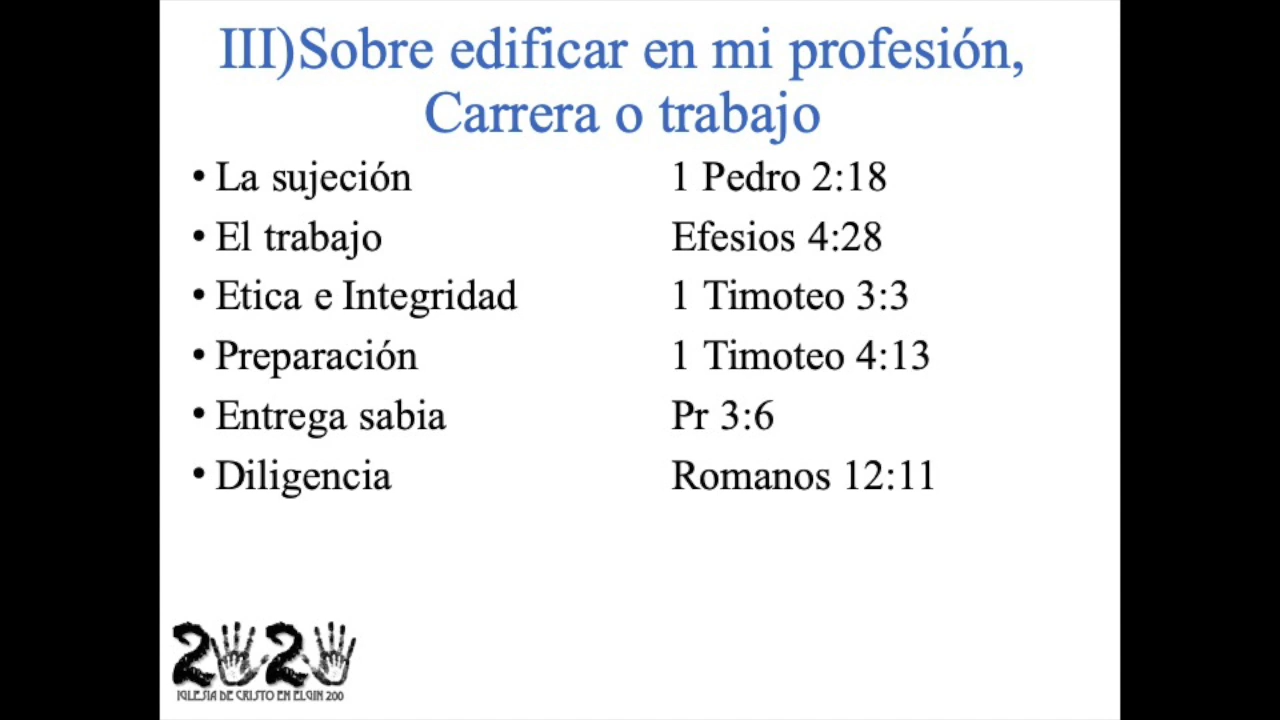 III)Sobre edificar en mi profesión,
Carrera o trabajo
• La sujeción 1 Pedro 2:18
• El trabajo Efesios 4:28
• Etica e Integridad 1 Timoteo 3:3
• Preparación 1 Timoteo 4:13
• Entrega sabia Pr 3:6
• Diligencia Romanos 12:11
2020
IGLESIA DE CRISTO EN ELGIN 200